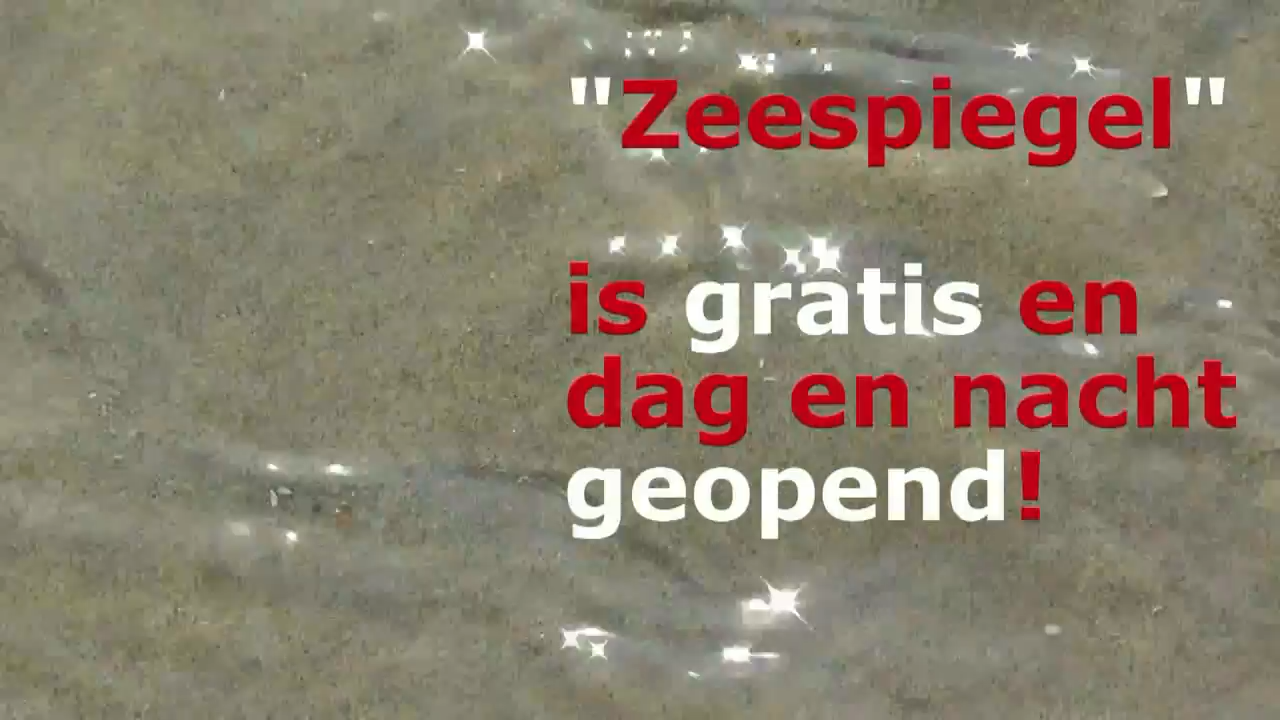 "Zeespiegel"
is gratis en
dag en nacht
geopend!